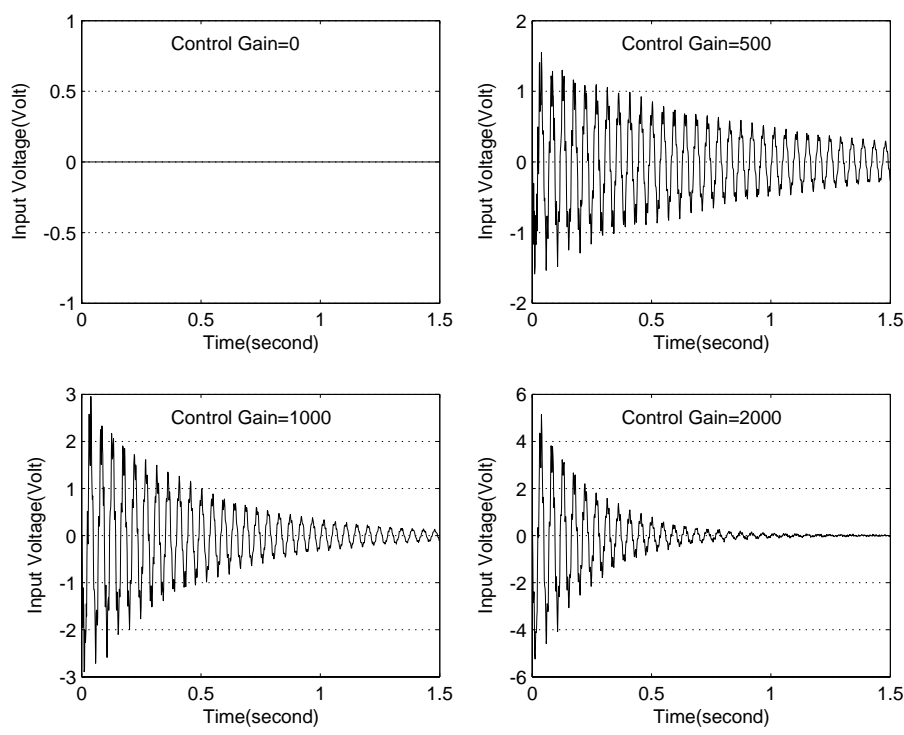 1
Control Gain=0
0.5
0
-0.5
-1
Input Voltage(Volt)
0 0.5 1 1.5
Time(second)
2
Control Gain=500
1
0
-1
-2
Input Voltage(Volt)
0 0.5 1 1.5
Time(second)
3
Control Gain=1000
2
1
0
-1
-2
-3
Input Voltage(Volt)
0 0.5 1 1.5
Time(second)
6
Control Gain=2000
4
2
0
-2
-4
-6
Input Voltage(Volt)
0 0.5 1 1.5
Time(second)